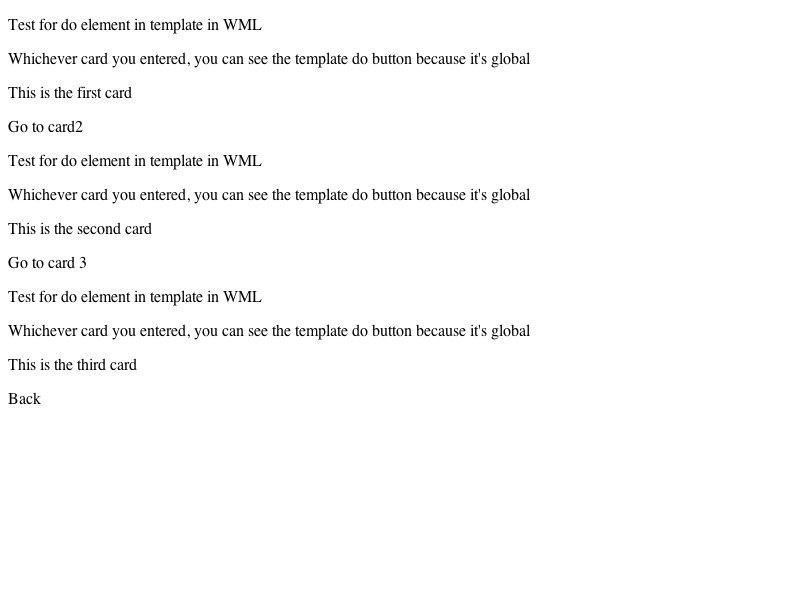 Test for do element in template in WML
Whichever card you entered, you can see the template do button because it's global
This is the first card
Go to card2
Test for do element in template in WML
Whichever card you entered, you can see the template do button because it's global
This is the second card
Go to card 3
Test for do element in template in WML
Whichever card you entered, you can see the template do button because it's global
This is the third card
Back